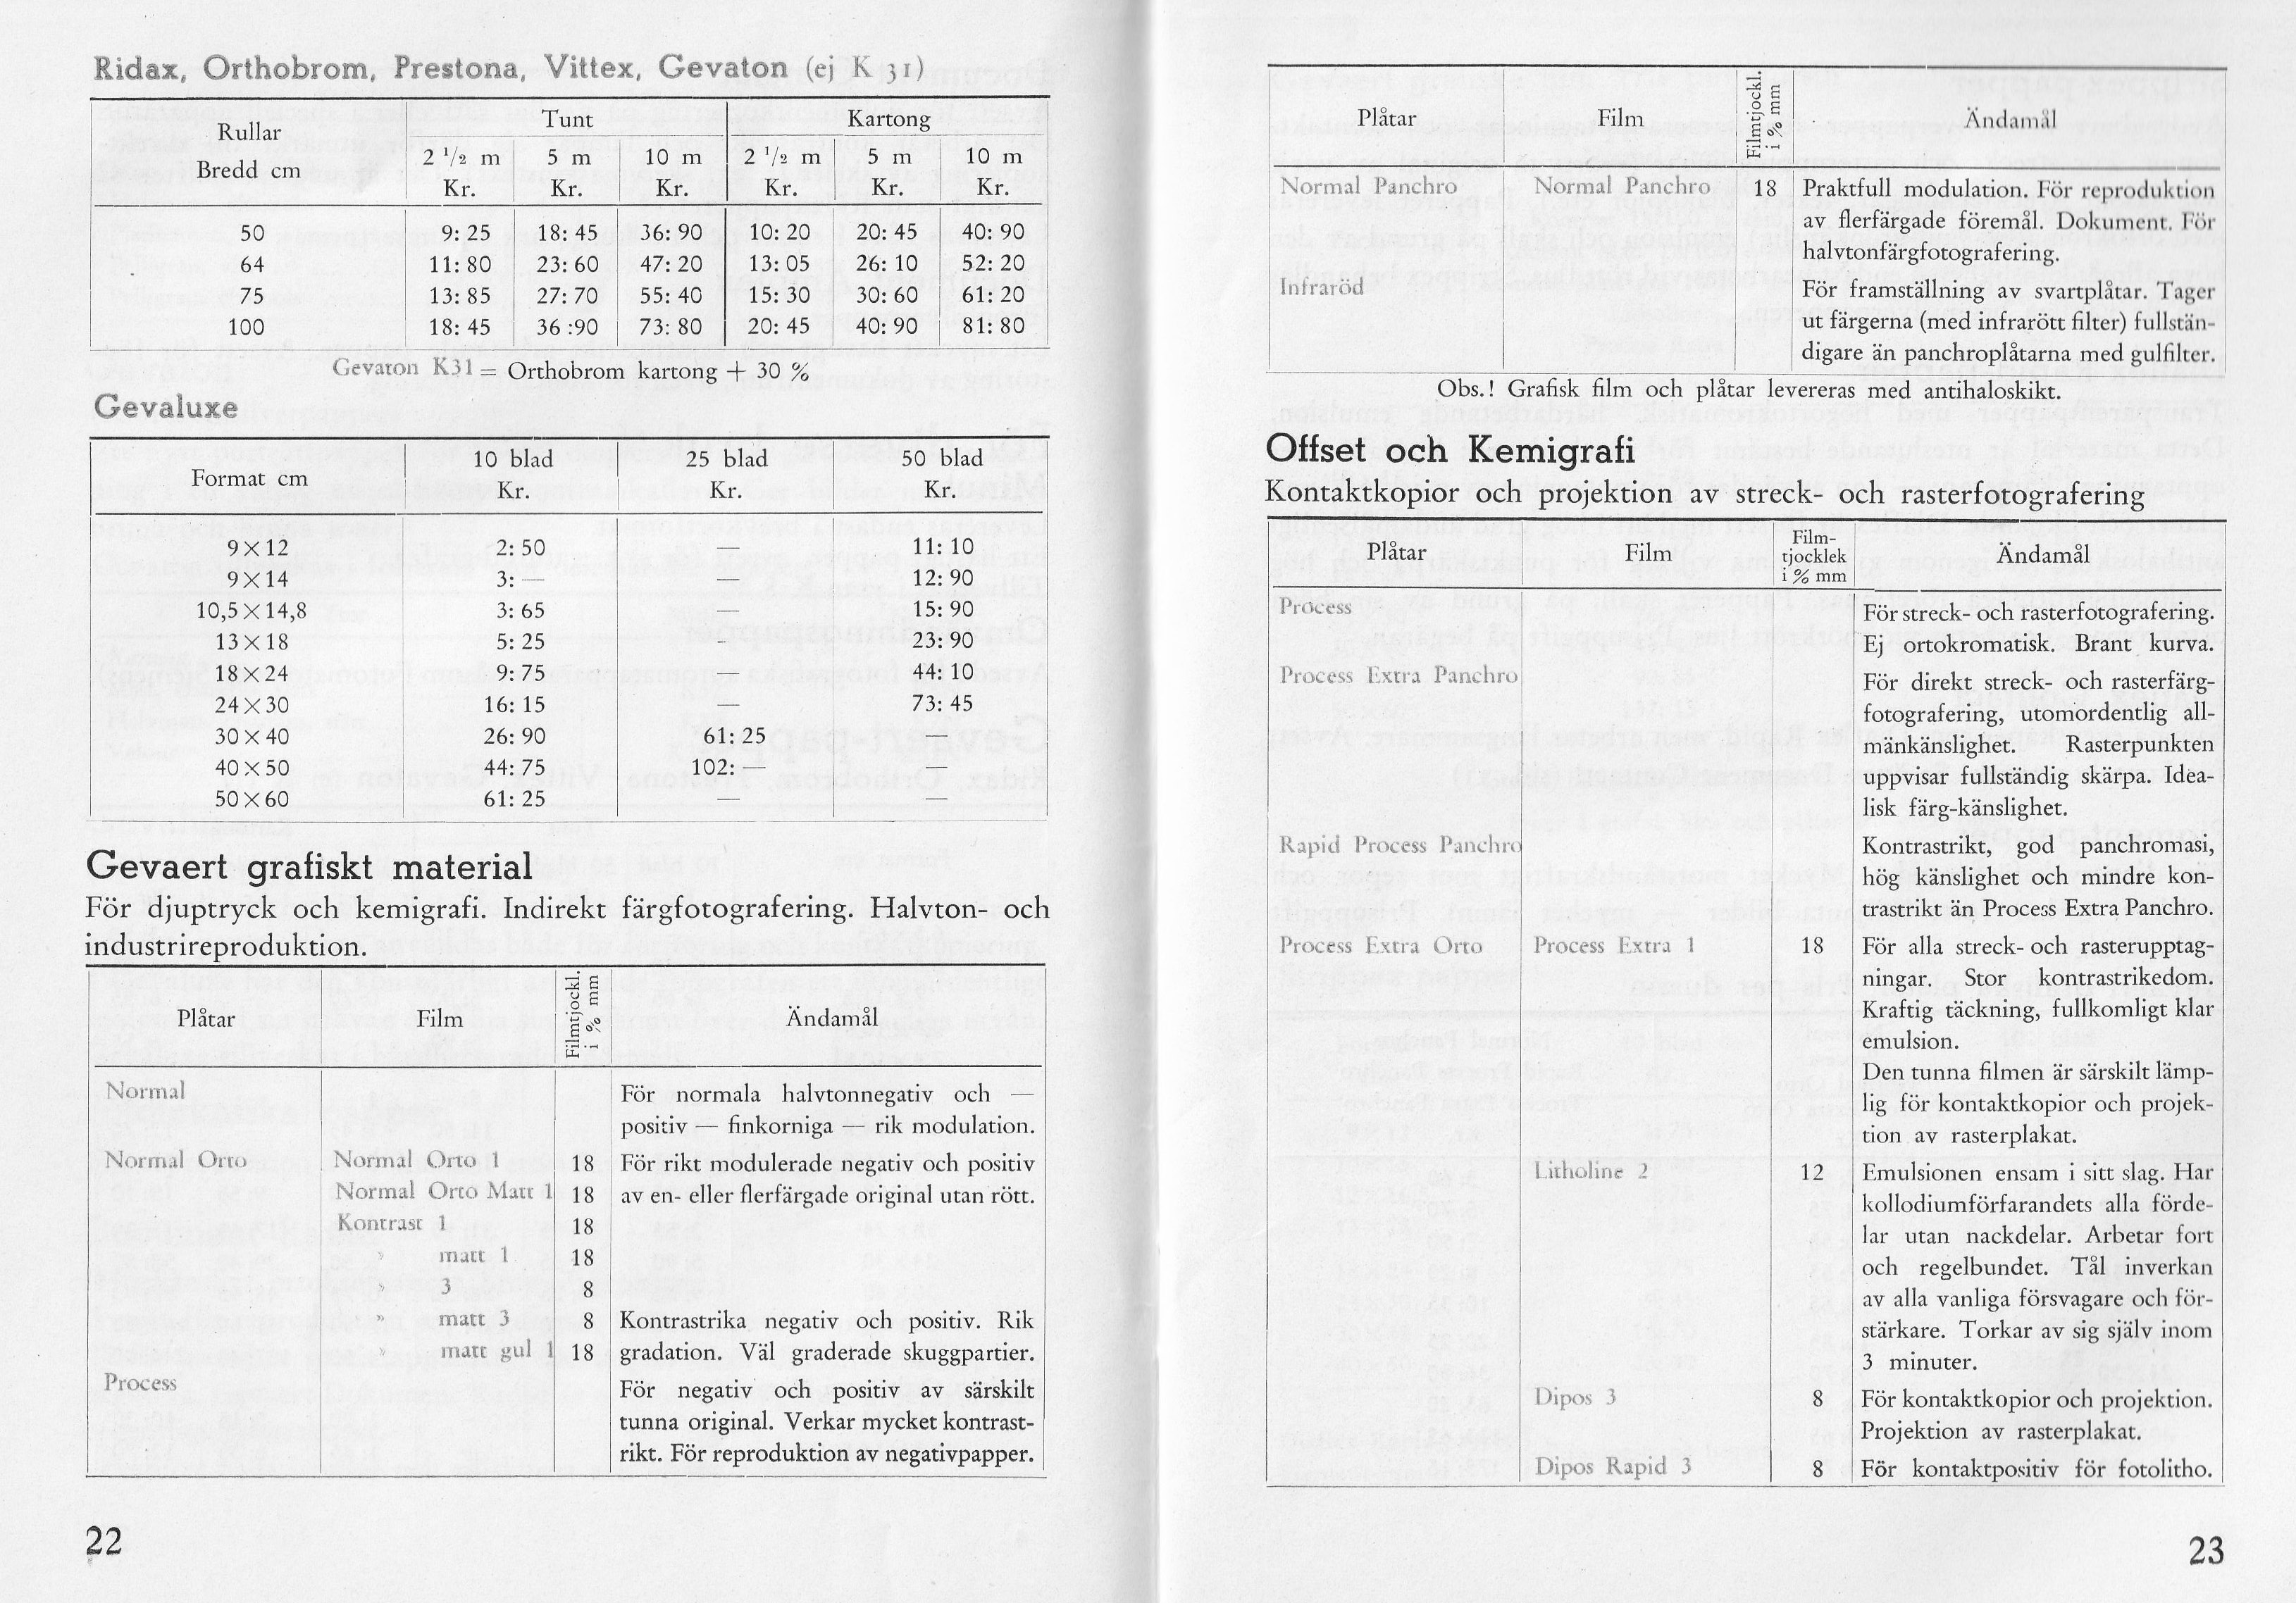 Ridax, Orthobrom, Prestona, Vittex, Gevaton (ej K 31)
Rullar Bredd cm Tunt Kartong
2 1/2 m 5 m 10 m 2 1/2 m 5 m 10 m
Kr. Kr. Kr. Kr. Kr. Kr.
50 9: 25 18: 45 36: 90 10: 20 20: 45 40: 90
64 11: 80 23: 60 47: 20 13: 05 26: 10 52: 20
75 13: 85 27: 70 55: 40 15: 30 30: 60 61: 20
100 18: 45 36 :90 73: 80 20: 45 40: 90 81: 80
Gevaton K31 = Orthobrom kartong + 30 %
Gevaluxe
Format cm 10 blad 25 blad 50 blad
Kr. Kr. Kr.
9×12 2: 50 — 11: 10
9×14 3: — — 12: 90
10,5×14,8 3: 65 — 15: 90
13×18 5: 25 — 23: 90
18×24 9: 75 — 44: 10
24×30 16: 15 — 73: 45
30×40 26: 90 61: 25 —
40×50 44: 75 102: — —
50×60 61: 25 — —
Gevaert grafiskt material
För djuptryck och kemigrafi. Indirekt färgfotografering. Halvton- och
industrireproduktion.
Plåtar Film Filmtjockl. i % mm Ändamål
Normal För normala halvtonnegativ och —
positiv — finkorniga — rik modulation.
Normal Orto Normal Orto 1 18 För rikt modulerade negativ och positiv
Normal Orto Matt 1 18 av en- eller flerfärgade original utan rött.
Kontrast 1 18
» matt 1 18
» 3 8
» matt 3 8 Kontrastrika negativ och positiv. Rik
» matt gul 1 18 gradation. Väl graderade skuggpartier.
Process För negativ och positiv av särskilt
tunna original. Verkar mycket kontrast-
rikt. För reproduktion av negativpapper.
22
Plåtar Film Filmtjockl. i % mm Ändamål
Normal Panchro Normal Panchro 18 Praktfull modulation. För reproduktion
av flerfärgade föremål. Dokument. För
halvtonfärgfotografering.
Infraröd För framställning av svartplåtar. Tager
ut färgerna (med infrarött filter) fullstän-
digare än panchroplåtarna med gulfilter.
Obs.! Grafisk film och plåtar levereras med antihaloskikt.
Offset och Kemigrafi
Kontaktkopior och projektion av streck- och rasterfotografering
Plåtar Film Film-
tjocklek
i % mm Ändamål
Process För streck- och rasterfotografering.
Ej ortokromatisk. Brant kurva.
Process Extra Panchro För direkt streck- och rasterfärg-
fotografering, utomordentlig all-
mänkänslighet. Rasterpunkten
uppvisar fullständig skärpa. Idea-
lisk färg-känslighet.
Rapid Process Panchro Kontrastrikt, god panchromasi,
hög känslighet och mindre kon-
trastrikt än Process Extra Panchro.
Process Extra Orto Process Extra 1 18 För alla streck- och rasterupptag-
ningar. Stor kontrastrikedom.
Kraftig täckning, fullkomligt klar
emulsion.
Den tunna filmen är särskilt lämp-
lig för kontaktkopior och projek-
tion av rasterplakat.
Litholine 2 12 Emulsionen ensam i sitt slag. Har
kollodiumförfarandets alla förde-
lar utan nackdelar. Arbetar fort
och regelbundet. Tål inverkan
av alla vanliga försvagare och för-
stärkare. Torkar av sig själv inom
3 minuter.
Dipos 3 8 För kontaktkopior och projektion.
Projektion av rasterplakat.
Dipos Rapid 3 8 För kontaktpositiv för fotolitho.
23